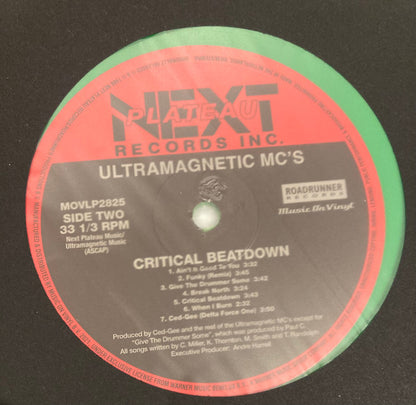 NEXT
PLATEAU
RECORDS INC.
ULTRAMAGNETIC MC'S
MOVLP2825
SIDE TWO
33 1/3 RPM
Next Plateau Music/
Ultramagnetic Music
(ASCAP)
ROADRUNNER
RECORDS
Music On Vinyl
CRITICAL BEATDOWN
1. Ain't It Good To You 3:32
2. Funky (Remix) 3:45
3. Give The Drummer Some 3:42
4. Break North 3:24
5. Critical Beatdown 3:43
6. When I Burn 2:32
7. Ced-Gee (Delta Force One) 3:50
Produced by Ced-Gee and the rest of the Ultramagnetic MC's except for
"Give The Drummer Some", which was produced by Paul C.
All songs written by C. Miller, K. Thornton, M. Smith and T. Randolph
Executive Producer: Andre Harrell